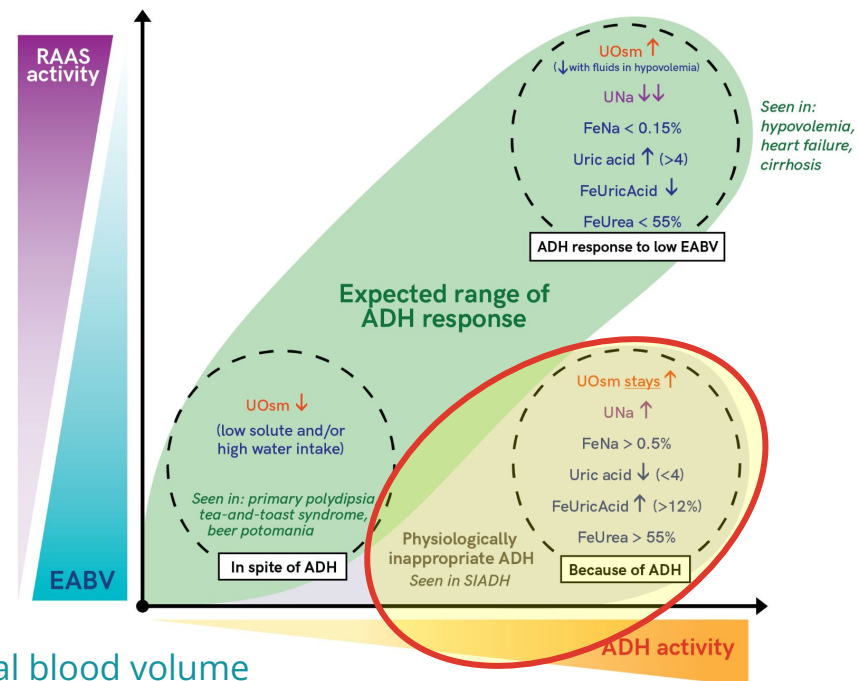 RAAS
activity
EABV
UOsm ↑
(↓with fluids in hypovolemia)
UNa ↓↓
FeNa < 0.15%
Uric acid ↑ (>4)
FeUricAcid ↓
FeUrea < 55%
ADH response to low EABV
Seen in:
hypovolemia,
heart failure,
cirrhosis
Expected range of
ADH response
UOsm ↓
(low solute and/or
high water intake)
Seen in: primary polydipsia
tea-and-toast syndrome,
beer potomania
In spite of ADH
Physiologically
inappropriate ADH
Seen in SIADH
UOsm stays ↑
UNa ↑
FeNa > 0.5%
Uric acid ↓ (<4)
FeUricAcid ↑ (>12%)
FeUrea > 55%
Because of ADH
ADH activity
al blood volume